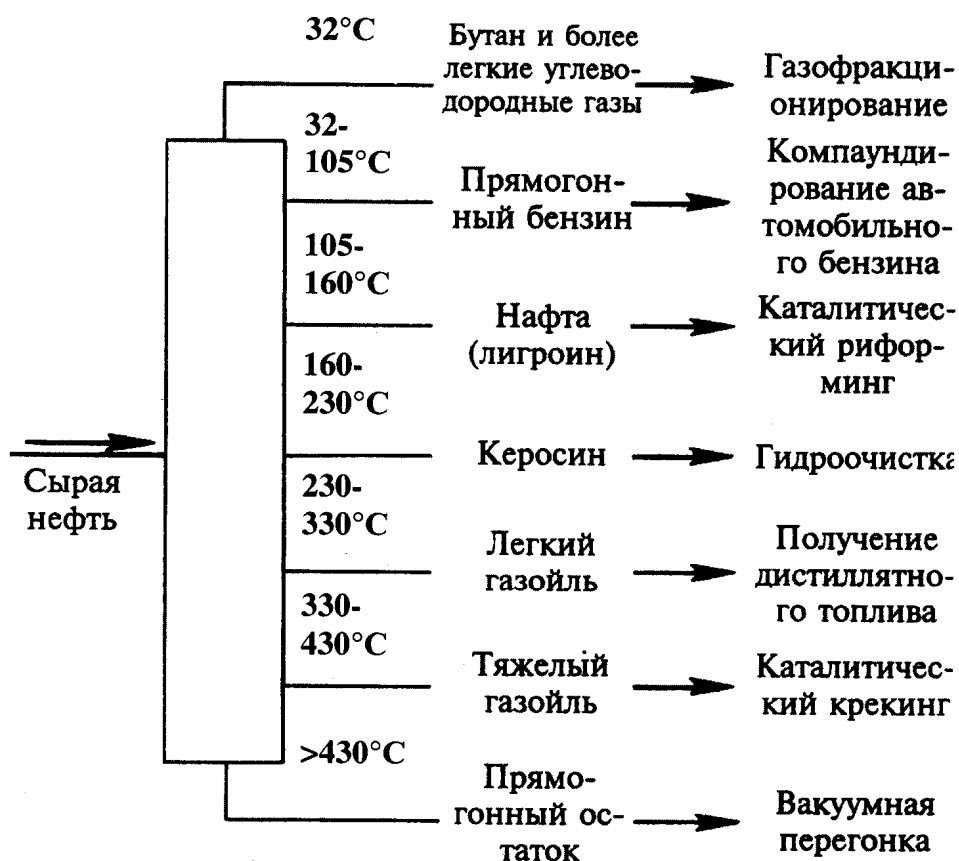 32°C
Бутан и более
легкие углево-
дородные газы
Газофракци-
онирование
32-
105°C
Прямогон-
ный бензин
Компаунди-
рование ав-
томобильно-
го бензина
105-
160°C
Нафта
(лигроин)
Каталитичес-
кий рифор-
минг
160-
230°C
Керосин
Гидроочистка
Сырая
нефть
230-
330°C
Легкий
газойль
Получение
дистиллятно-
го топлива
330-
430°C
Тяжелый
газойль
Каталитичес-
кий крекинг
>430°C
Прямо-
гонный ос-
таток
Вакуумная
перегонка